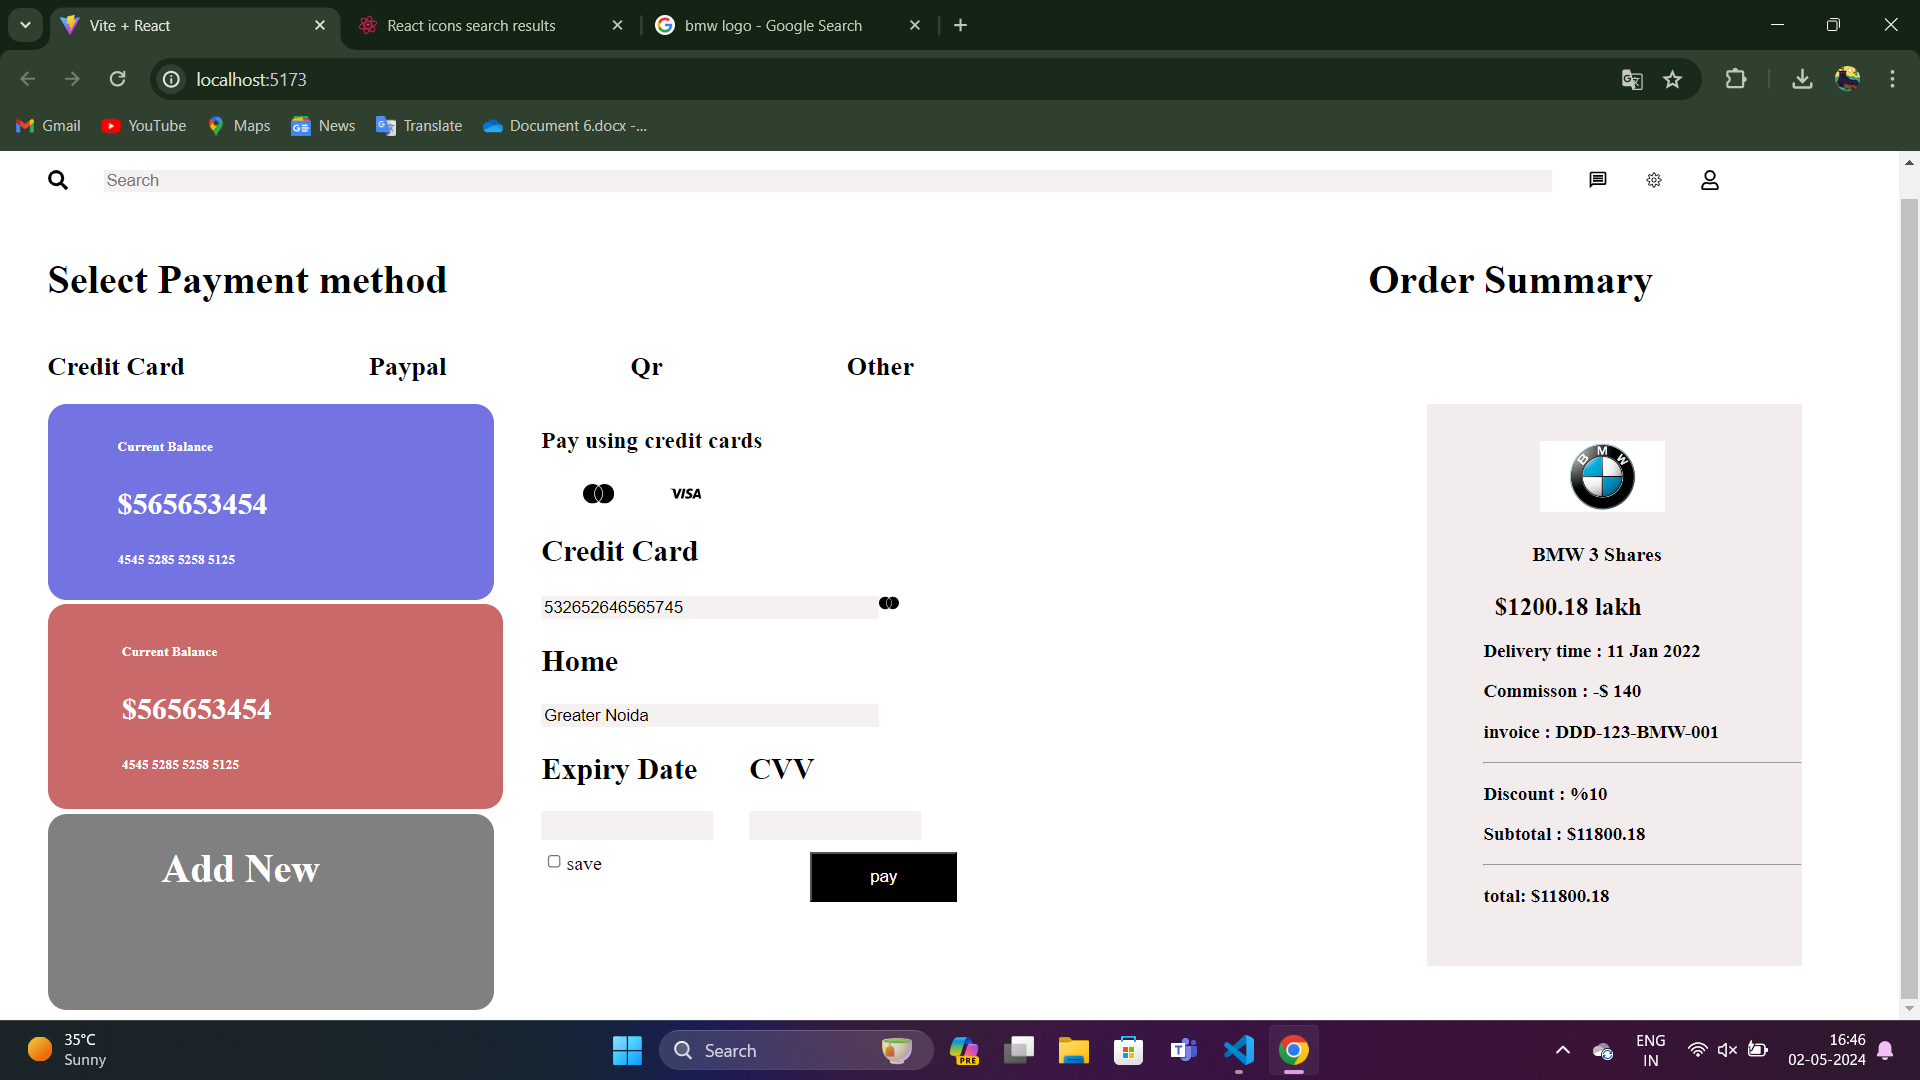 Vite + React
React icons search results
bmw logo - Google Search
localhost:5173
Gmail
YouTube
Maps
News
Translate
Document 6.docx -...
Search
Select Payment method
Order Summary
Credit Card
Paypal
Qr
Other
Current Balance
$565653454
4545 5285 5258 5125
Current Balance
$565653454
4545 5285 5258 5125
Add New
Pay using credit cards
VISA
Credit Card
532652646565745
Home
Greater Noida
Expiry Date
CVV
save
pay
BMW
BMW 3 Shares
$1200.18 lakh
Delivery time : 11 Jan 2022
Commisson : -$ 140
invoice : DDD-123-BMW-001
Discount : %10
Subtotal : $11800.18
total: $11800.18
35°C
Sunny
Search
PRE
ENG
IN
16:46
02-05-2024